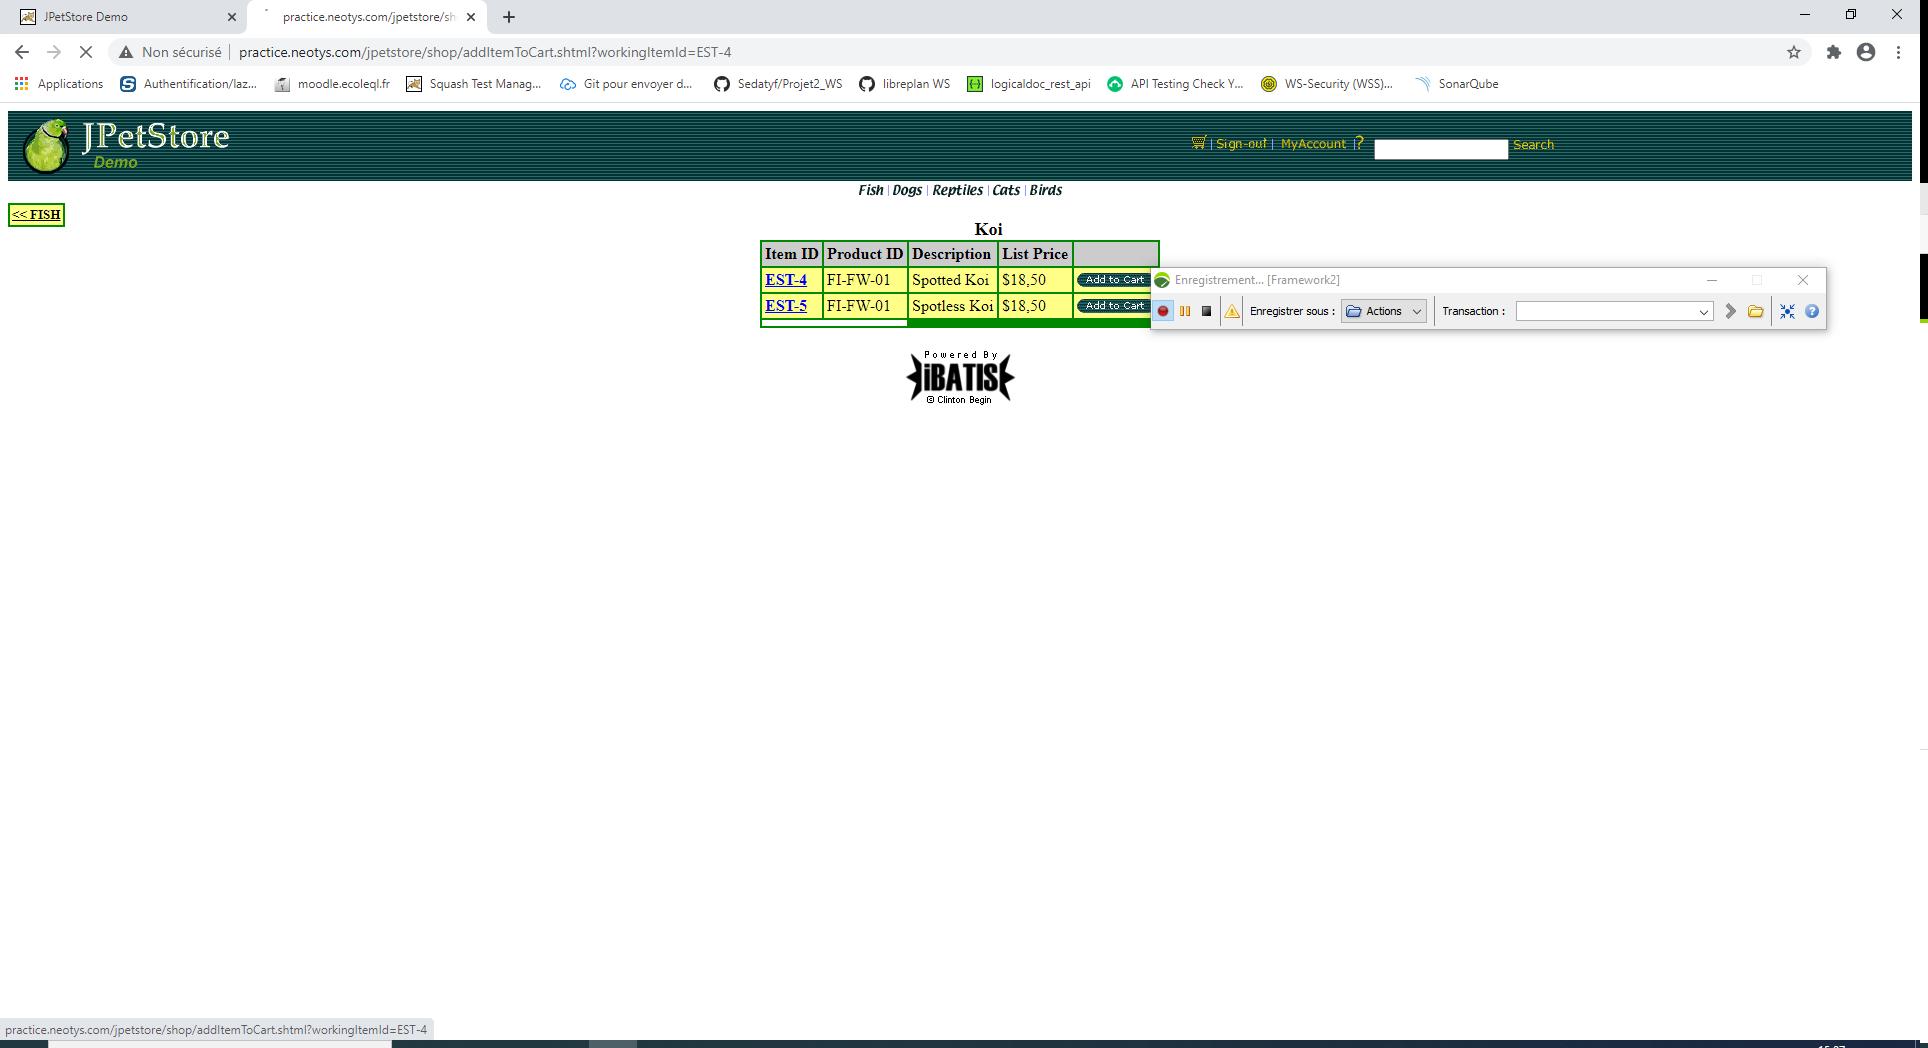 JPetStore Demo
practice.neotys.com/jpetstore/sh
Non sécurisé
practice.neotys.com/jpetstore/shop/addItemToCart.shtml?workingItemId=EST-4
Applications
Authentification/laz...
moodle.ecoleql.fr
Squash Test Manag...
Git pour envoyer d...
Sedatyf/Projet2_WS
libreplan WS
logicaldoc_rest_api
API Testing Check Y...
WS-Security (WSS)...
SonarQube
JPetStore
Demo
| Sign-out | MyAccount | ?
Search
Fish | Dogs | Reptiles | Cats | Birds
<< FISH
Koi
Item ID Product ID Description List Price
EST-4 FI-FW-01 Spotted Koi $18,50 Add to Cart
EST-5 FI-FW-01 Spotless Koi $18,50 Add to Cart
Enregistrement... [Framework2]
Enregistrer sous : Actions Transaction :
Powered By
iBATIS
© Clinton Begin
practice.neotys.com/jpetstore/shop/addItemToCart.shtml?workingItemId=EST-4